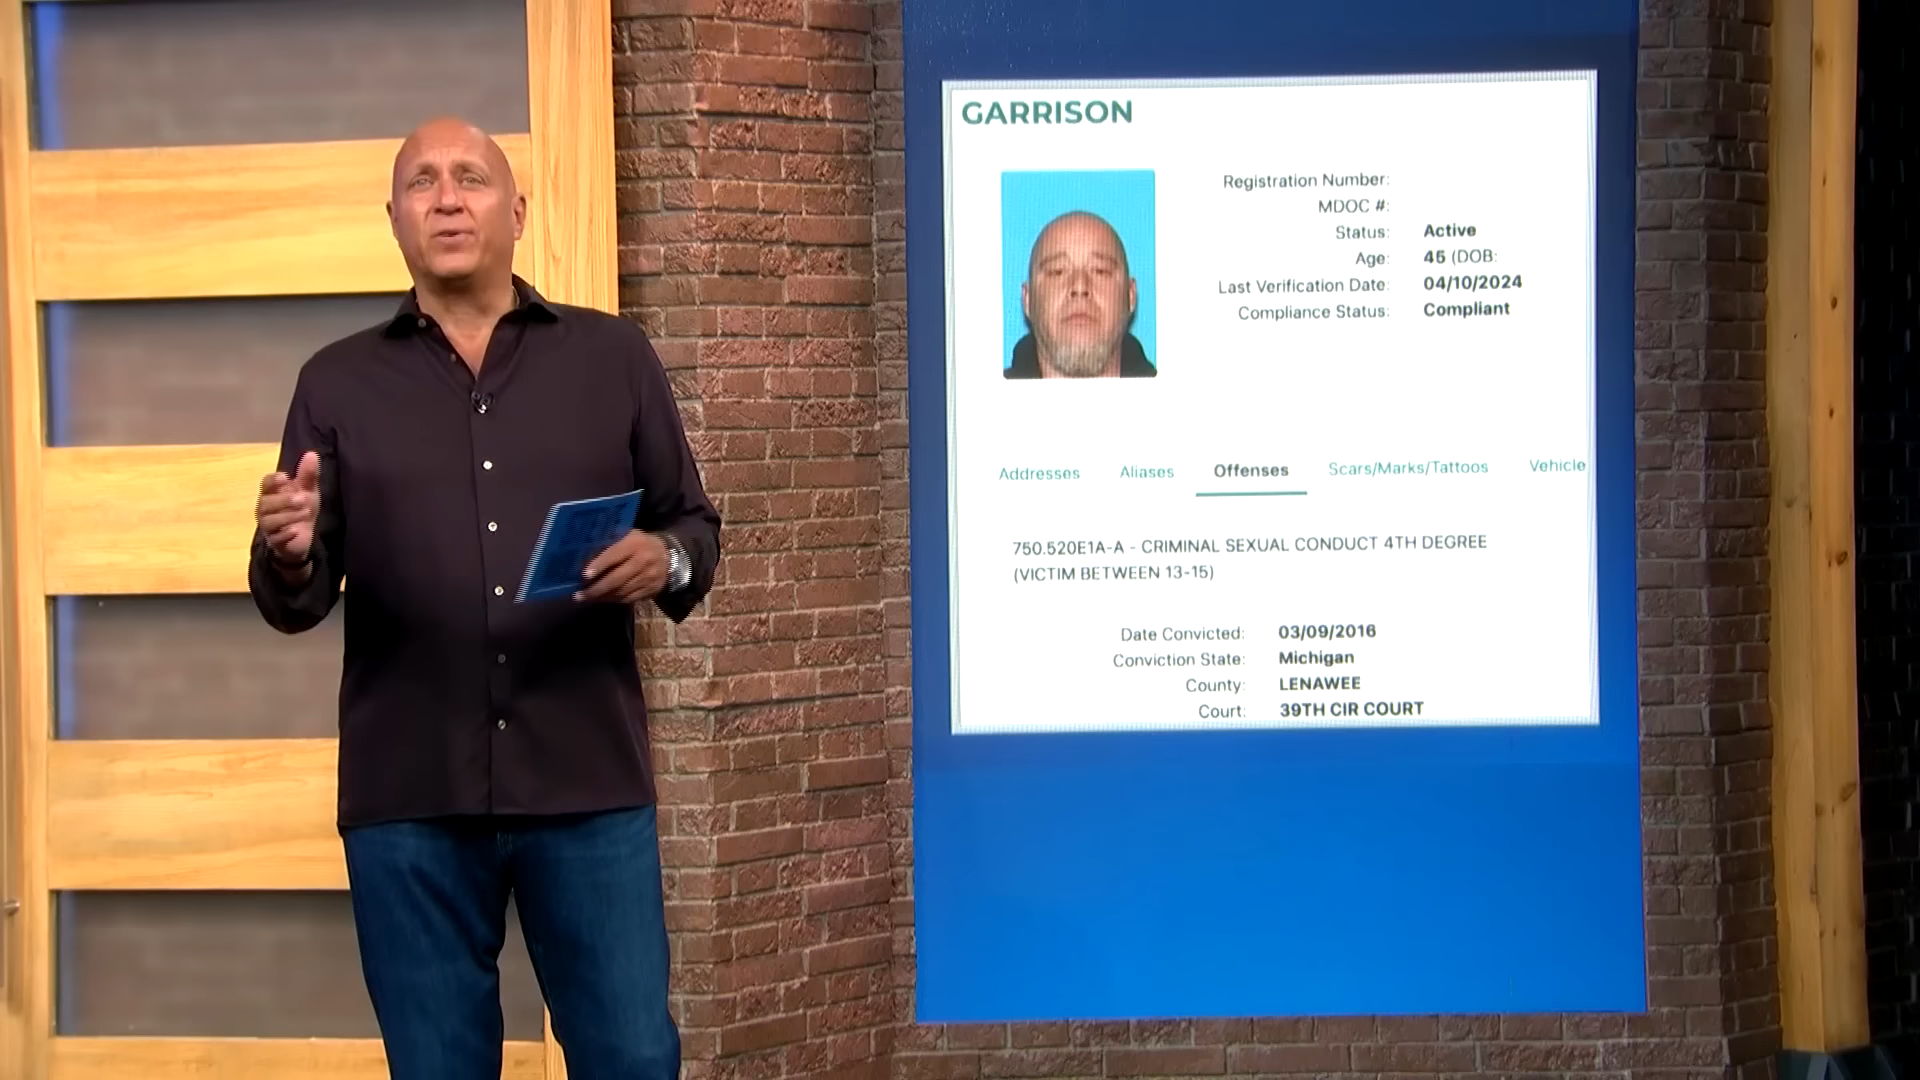 GARRISON
Registration Number:
MDOC #:
Status: Active
Age: 45 (DOB:
Last Verification Date: 04/10/2024
Compliance Status: Compliant
Addresses Aliases Offenses Scars/Marks/Tattoos Vehicle
750.520E1A-A - CRIMINAL SEXUAL CONDUCT 4TH DEGREE
(VICTIM BETWEEN 13-15)
Date Convicted: 03/09/2016
Conviction State: Michigan
County: LENAWEE
Court: 39TH CIR COURT